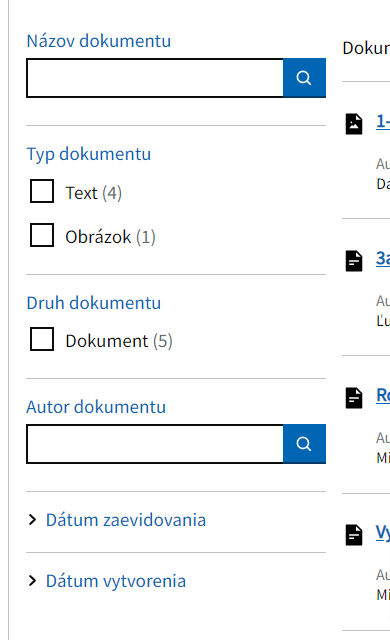 Názov dokumentu
Typ dokumentu
Text (4)
Obrázok (1)
Druh dokumentu
Dokument (5)
Autor dokumentu
Dátum zaevidovania
Dátum vytvorenia